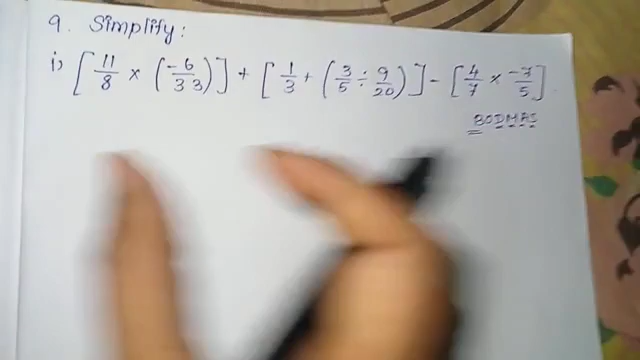 9. Simplify:
i) [ 11/8 × (-6/33) ] + [ 1/3 + ( 3/5 ÷ 9/20 ) ] - [ 4/7 × -7/5 ]
BODMAS